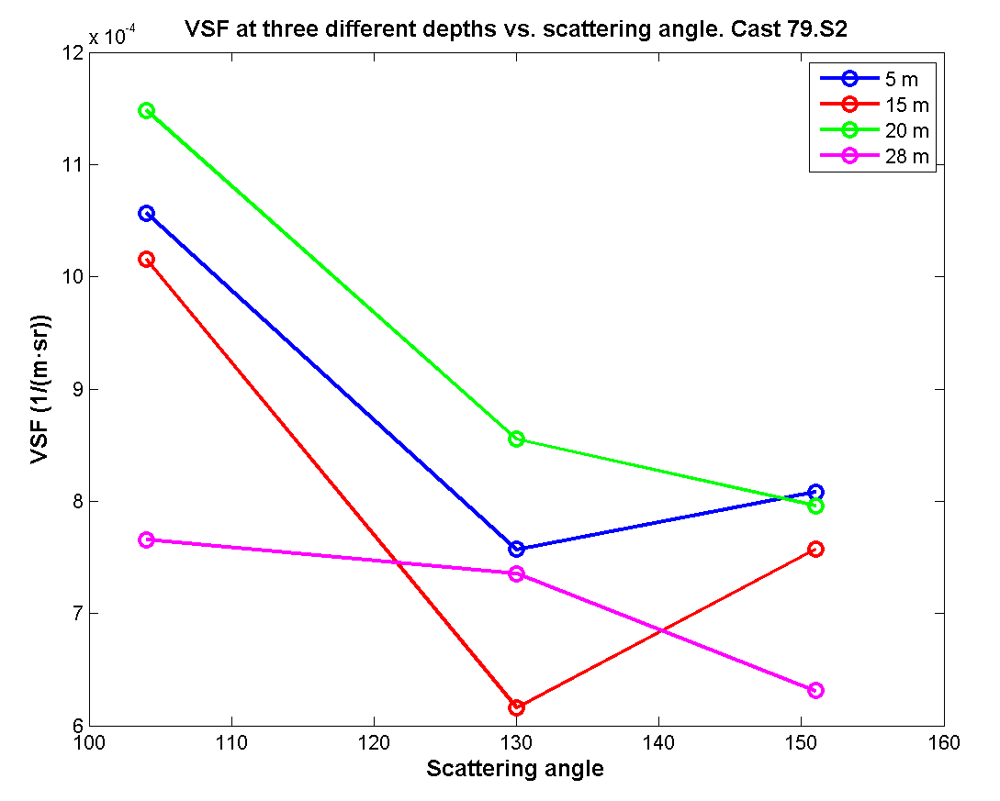 VSF at three different depths vs. scattering angle. Cast 79.S2
x 10-4
12
11
10
9
8
7
6
100 110 120 130 140 150 160
VSF (1/(m·sr))
Scattering angle
5 m
15 m
20 m
28 m